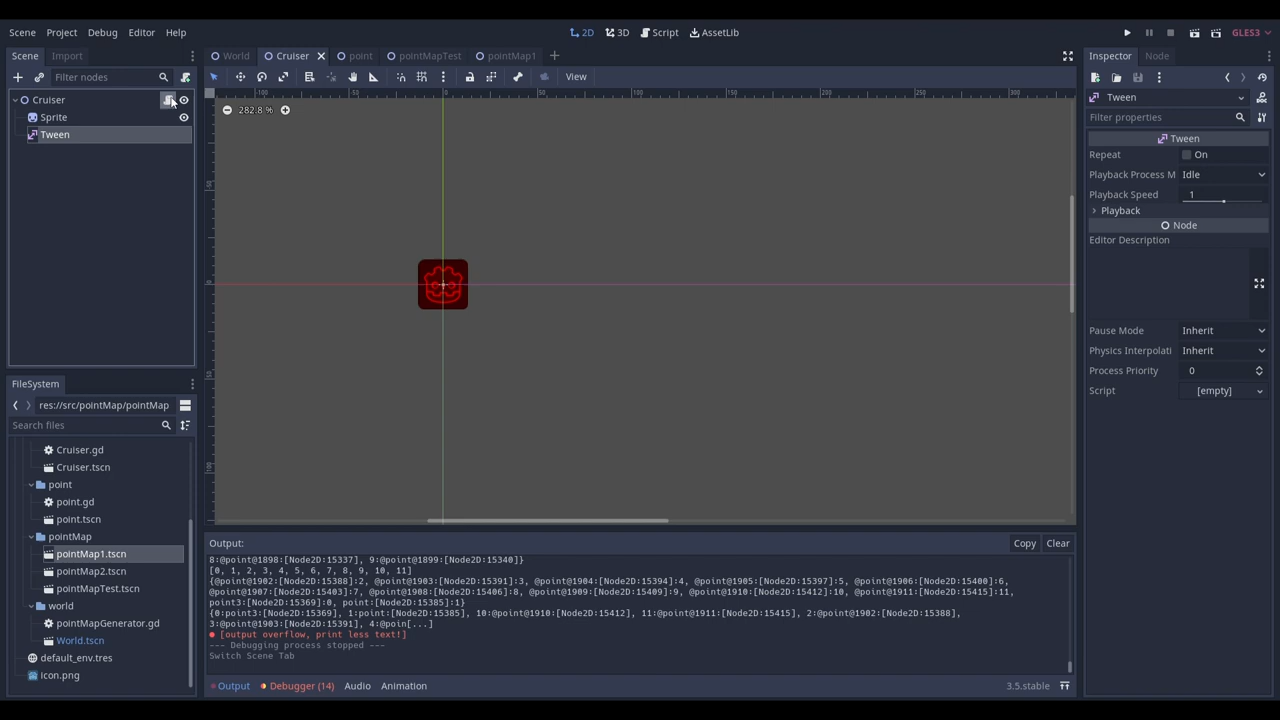 Scene Project Debug Editor Help
2D 3D Script AssetLib
GLES3
Scene Import
World Cruiser point pointMapTest pointMap1
Inspector Node
Filter nodes
View
Cruiser
Sprite
Tween
282.8 %
-100 -50 0 50 100 150 200 250 300
Tween
Filter properties
Tween
Repeat On
Playback Process M Idle
Playback Speed 1
Playback
Node
Editor Description
Pause Mode Inherit
Physics Interpolati Inherit
Process Priority 0
Script [empty]
FileSystem
res://src/pointMap/pointMap
Search files
Cruiser.gd
Cruiser.tscn
point
point.gd
point.tscn
pointMap
pointMap1.tscn
pointMap2.tscn
pointMapTest.tscn
world
pointMapGenerator.gd
World.tscn
default_env.tres
icon.png
Output:
Copy Clear
8:@point@1898:[Node2D:15337], 9:@point@1899:[Node2D:15340]}
[0, 1, 2, 3, 4, 5, 6, 7, 8, 9, 10, 11]
{@point@1902:[Node2D:15388]:2, @point@1903:[Node2D:15391]:3, @point@1904:[Node2D:15394]:4, @point@1905:[Node2D:15397]:5, @point@1906:[Node2D:15400]:6,
@point@1907:[Node2D:15403]:7, @point@1908:[Node2D:15406]:8, @point@1909:[Node2D:15409]:9, @point@1910:[Node2D:15412]:10, @point@1911:[Node2D:15415]:11,
point3:[Node2D:15369]:0, point:[Node2D:15385]:1}
{0:point3:[Node2D:15369], 1:point:[Node2D:15385], 10:@point@1910:[Node2D:15412], 11:@point@1911:[Node2D:15415], 2:@point@1902:[Node2D:15388],
3:@point@1903:[Node2D:15391], 4:@poin[...]
[output overflow, print less text!]
--- Debugging process stopped ---
Switch Scene Tab
Output Debugger (14) Audio Animation
3.5.stable